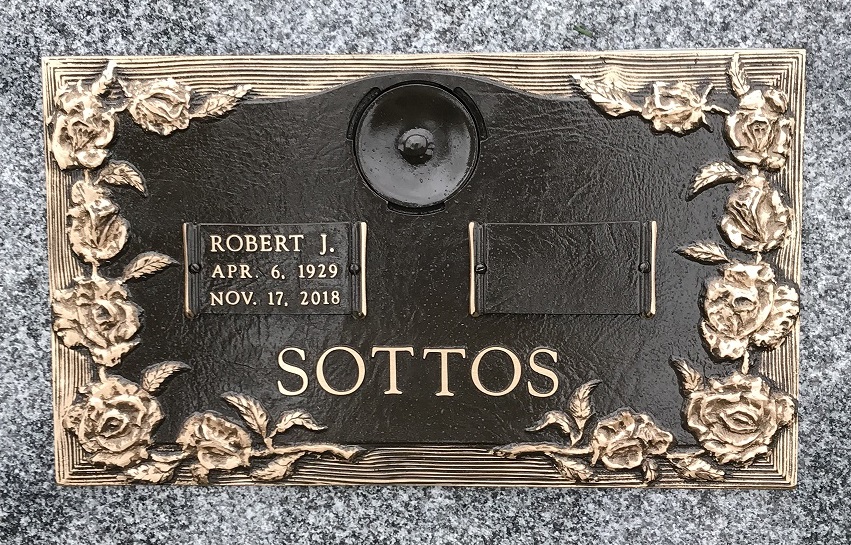 ROBERT J.
APR. 6, 1929
NOV. 17, 2018
SOTTOS